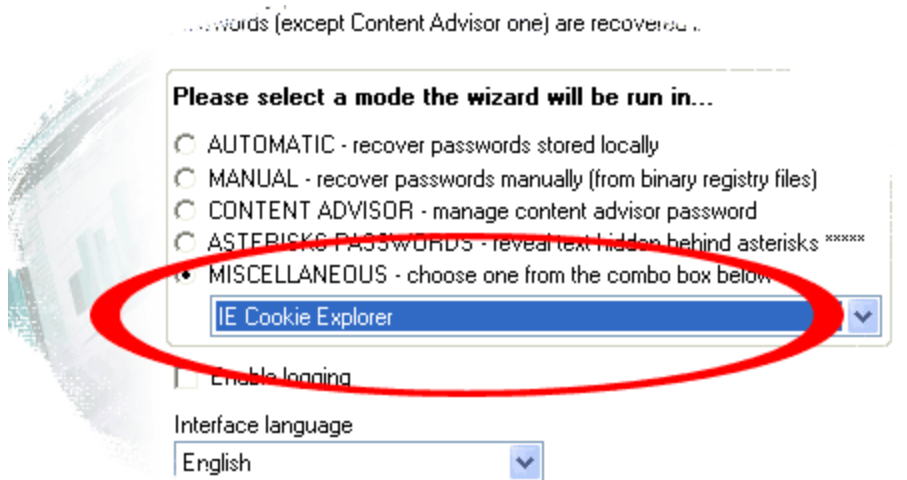 words (except Content Advisor one) are recovered
Please select a mode the wizard will be run in...
AUTOMATIC - recover passwords stored locally
MANUAL - recover passwords manually (from binary registry files)
CONTENT ADVISOR - manage content advisor password
ASTERISKS PASSWORDS - reveal text hidden behind asterisks *****
MISCELLANEOUS - choose one from the combo box below
IE Cookie Explorer
Enable logging
Interface language
English